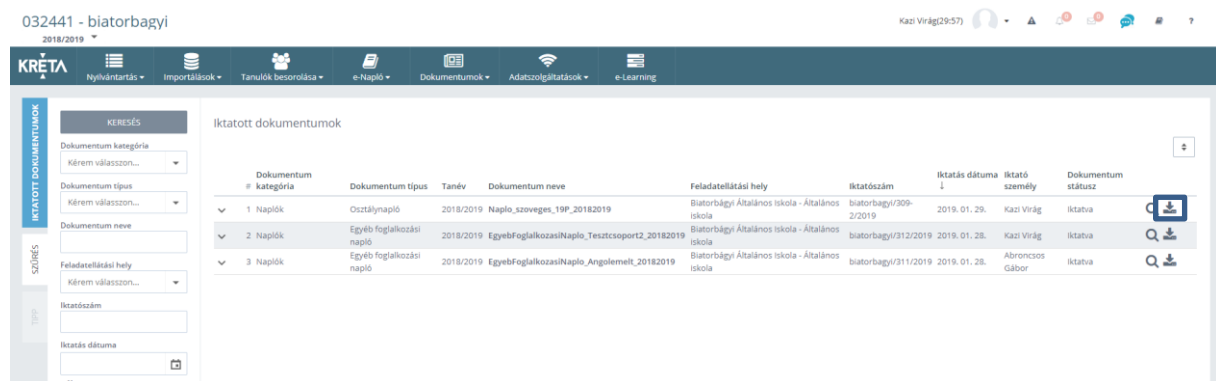 032441 - biatorbagyi
2018/2019
Kazi Virág(29:57)
0
0
?
KRÉTA
Nyilvántartás
Importálások
Tanulók besorolása
e-Napló
Dokumentumok
Adatszolgáltatások
e-Learning
IKTATOTT DOKUMENTUMOK
SZŰRÉS
TIPP
KERESÉS
Dokumentum kategória
Kérem válasszon...
Dokumentum típus
Kérem válasszon...
Dokumentum neve
Feladatellátási hely
Kérem válasszon...
Iktatószám
Iktatás dátuma
Iktatott dokumentumok
# Dokumentum kategória Dokumentum típus Tanév Dokumentum neve Feladatellátási hely Iktatószám Iktatás dátuma ↓ Iktató személy Dokumentum státusz
1 Naplók Osztálynapló 2018/2019 Naplo_szoveges_19P_20182019 Biatorbágyi Általános Iskola - Általános iskola biatorbagyi/309-2/2019 2019. 01. 29. Kazi Virág Iktatva
2 Naplók Egyéb foglalkozási napló 2018/2019 EgyebFoglalkozasiNaplo_Tesztcsoport2_20182019 Biatorbágyi Általános Iskola - Általános iskola biatorbagyi/312/2019 2019. 01. 28. Kazi Virág Iktatva
3 Naplók Egyéb foglalkozási napló 2018/2019 EgyebFoglalkozasiNaplo_Angolemelt_20182019 Biatorbágyi Általános Iskola - Általános iskola biatorbagyi/311/2019 2019. 01. 28. Abroncsos Gábor Iktatva